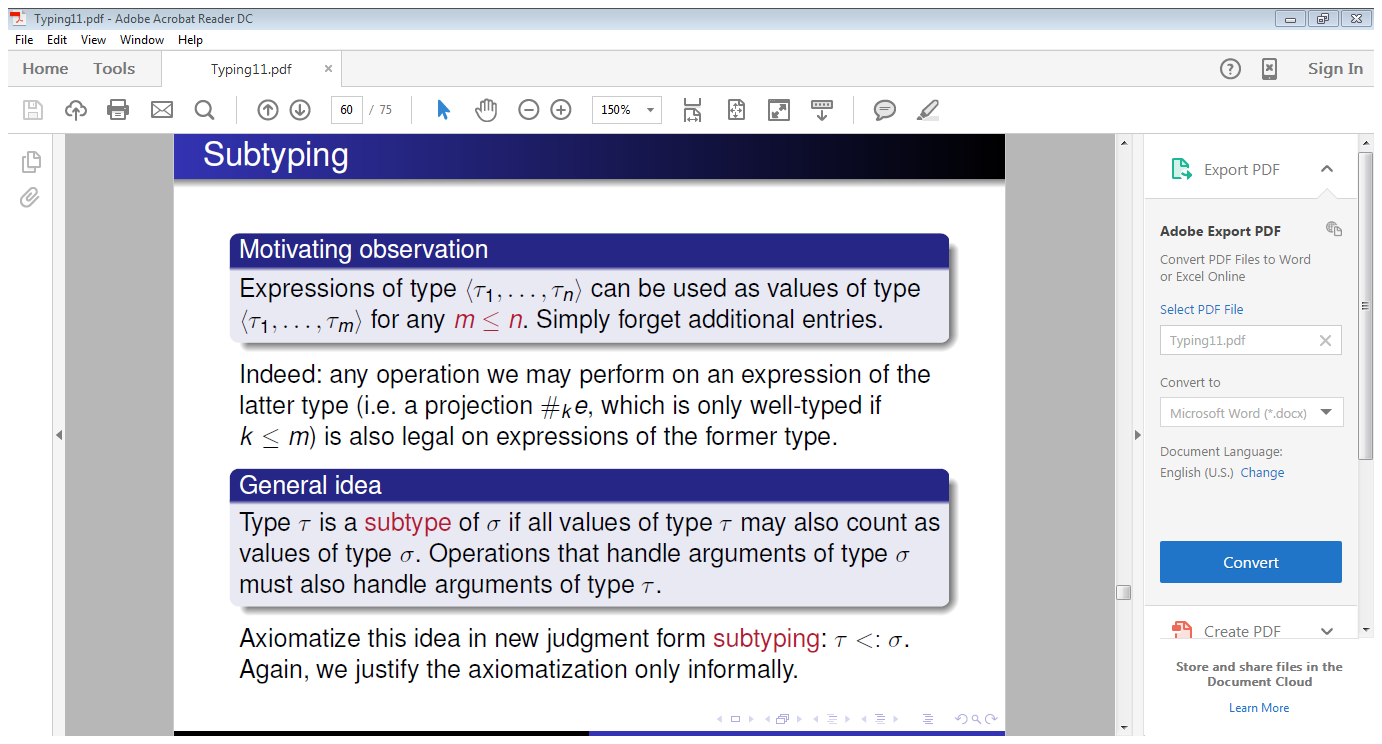 Typing11.pdf - Adobe Acrobat Reader DC
File Edit View Window Help
Home Tools Typing11.pdf × Sign In
60 / 75 150%
Subtyping
Motivating observation
Expressions of type ⟨τ₁, . . . , τₙ⟩ can be used as values of type
⟨τ₁, . . . , τₘ⟩ for any m ≤ n. Simply forget additional entries.
Indeed: any operation we may perform on an expression of the
latter type (i.e. a projection #ₖe, which is only well-typed if
k ≤ m) is also legal on expressions of the former type.
General idea
Type τ is a subtype of σ if all values of type τ may also count as
values of type σ. Operations that handle arguments of type σ
must also handle arguments of type τ.
Axiomatize this idea in new judgment form subtyping: τ <: σ.
Again, we justify the axiomatization only informally.
Export PDF
Adobe Export PDF
Convert PDF Files to Word
or Excel Online
Select PDF File
Typing11.pdf
Convert to
Microsoft Word (*.docx)
Document Language:
English (U.S.) Change
Convert
Create PDF
Store and share files in the
Document Cloud
Learn More